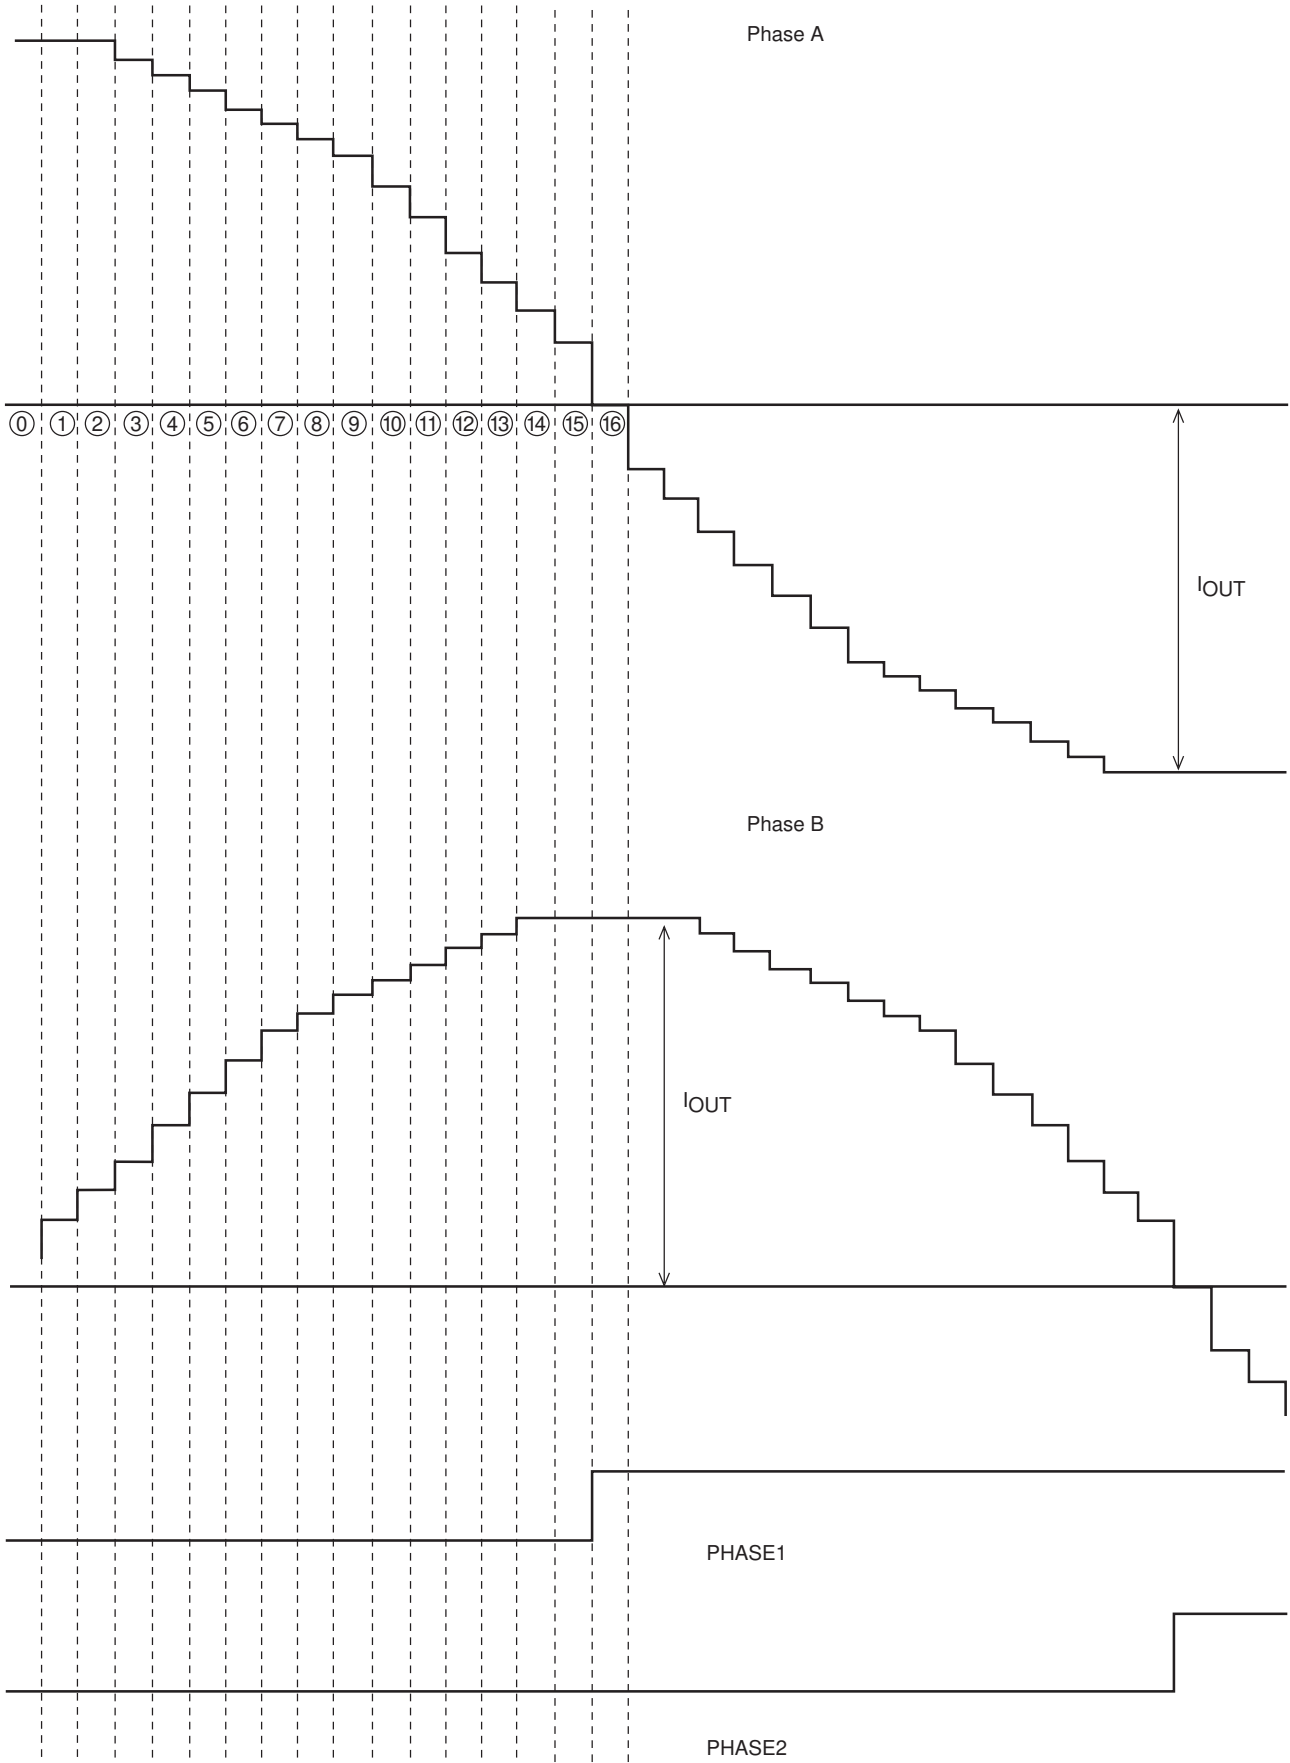 Phase A
⓪ ① ② ③ ④ ⑤ ⑥ ⑦ ⑧ ⑨ ⑩ ⑪ ⑫ ⑬ ⑭ ⑮ ⑯
IOUT
Phase B
IOUT
PHASE1
PHASE2